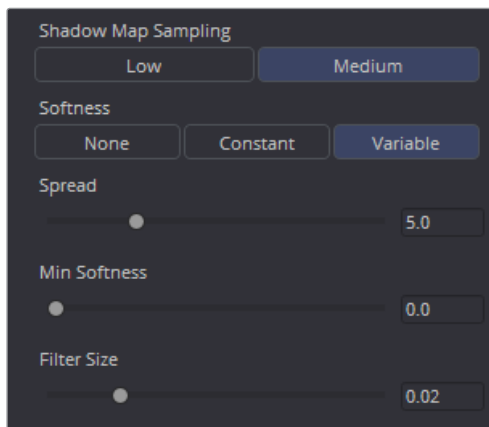 Shadow Map Sampling
Low Medium
Softness
None Constant Variable
Spread
5.0
Min Softness
0.0
Filter Size
0.02